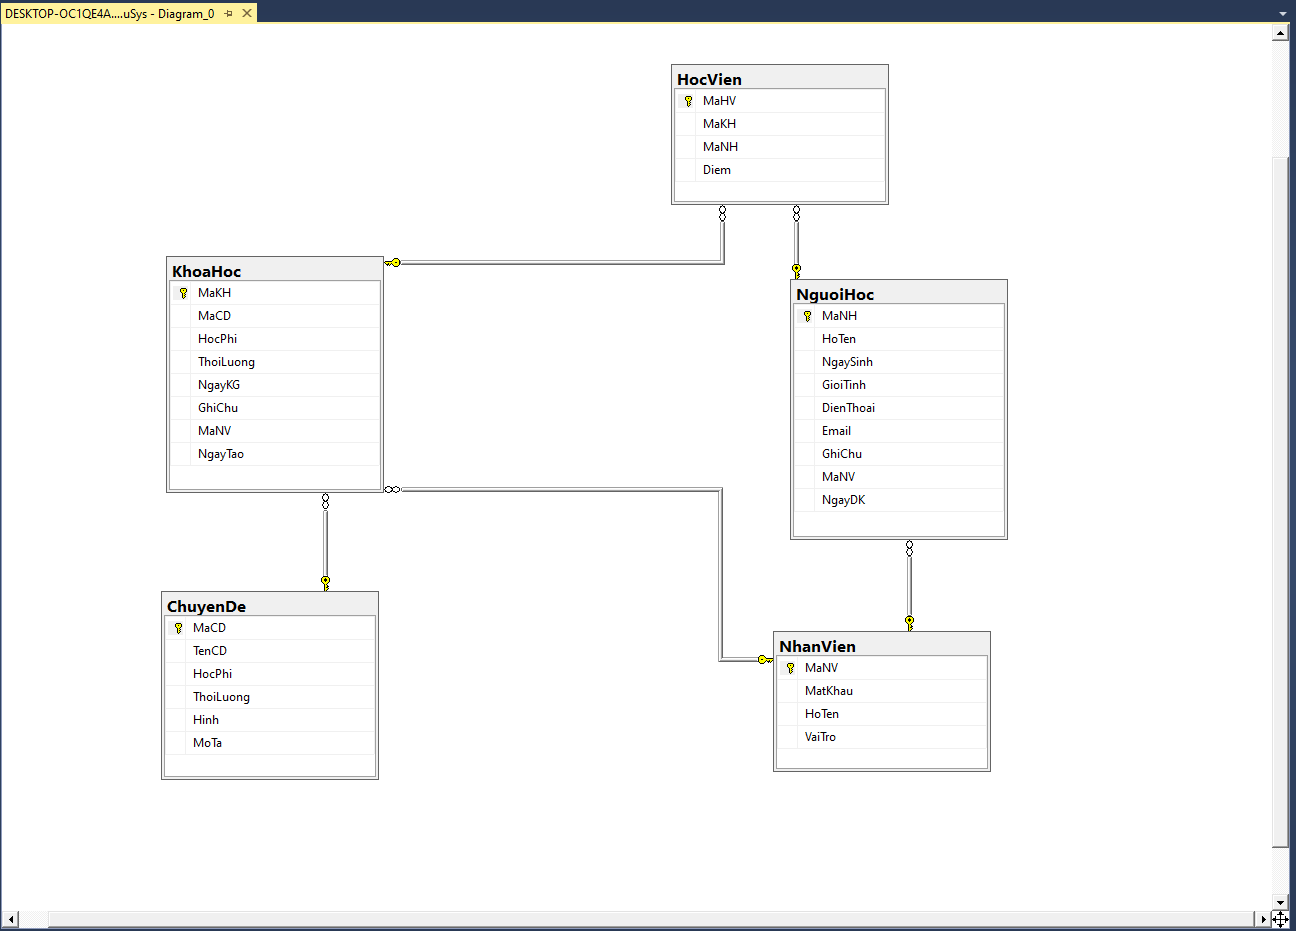 DESKTOP-OC1QE4A....uSys - Diagram_0
HocVien
MaHV
MaKH
MaNH
Diem
KhoaHoc
MaKH
MaCD
HocPhi
ThoiLuong
NgayKG
GhiChu
MaNV
NgayTao
NguoiHoc
MaNH
HoTen
NgaySinh
GioiTinh
DienThoai
Email
GhiChu
MaNV
NgayDK
ChuyenDe
MaCD
TenCD
HocPhi
ThoiLuong
Hinh
MoTa
NhanVien
MaNV
MatKhau
HoTen
VaiTro